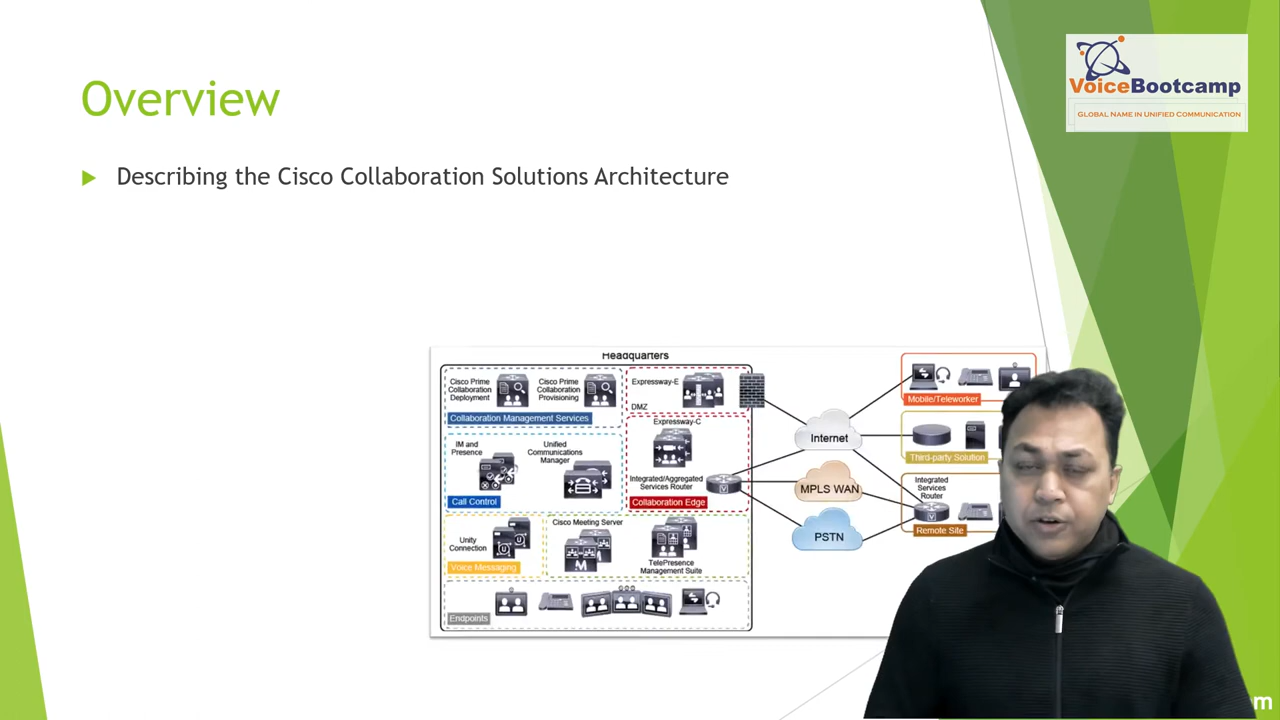 Overview
VoiceBootcamp
GLOBAL NAME IN UNIFIED COMMUNICATION
Describing the Cisco Collaboration Solutions Architecture
Headquarters
Cisco Prime
Collaboration
Deployment
Cisco Prime
Collaboration
Provisioning
Collaboration Management Services
Expressway-E
DMZ
Expressway-C
Integrated/Aggregated
Services Router
Collaboration Edge
IM and
Presence
Unified
Communications
Manager
Call Control
Unity
Connection
Voice Messaging
Cisco Meeting Server
M
TelePresence
Management Suite
Endpoints
Internet
MPLS WAN
PSTN
Mobile/Teleworker
Third-party Solution
Integrated
Services
Router
V
V
Remote Site
m